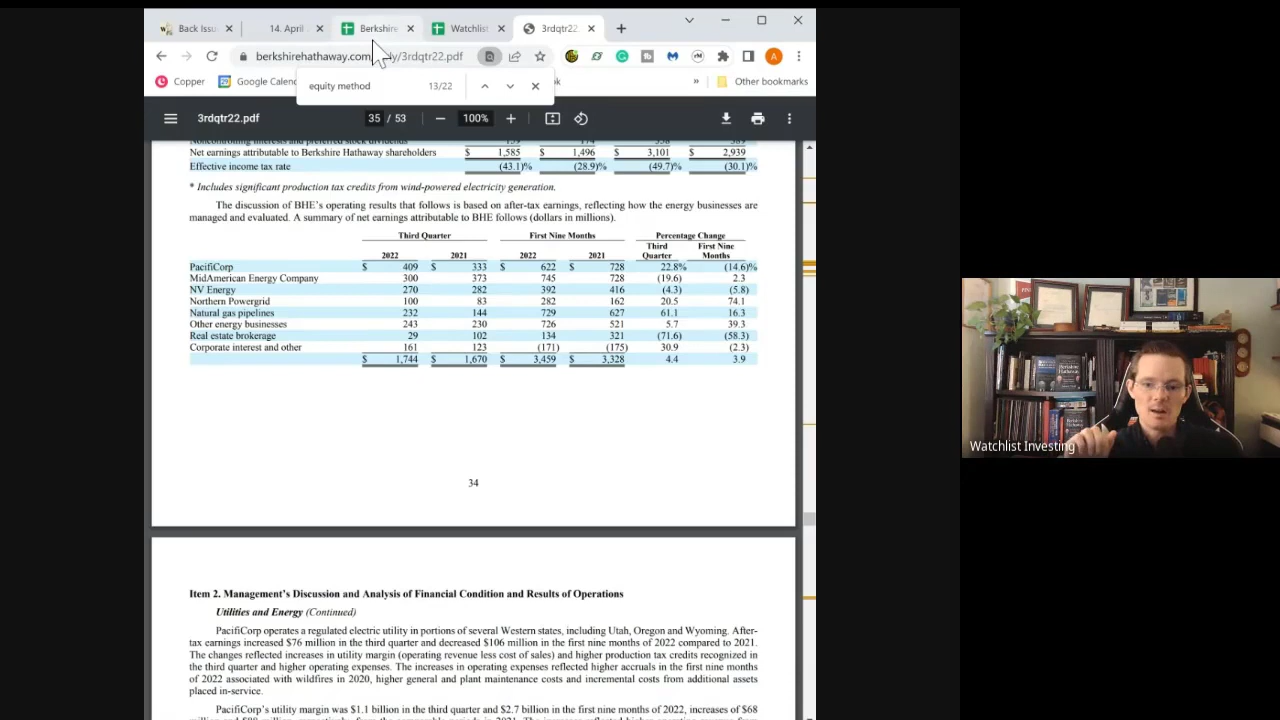 Back Issu
14. April
Berkshire
Watchlist
3rdqtr22.
berkshirehathaway.com
y/3rdqtr22.pdf
A
Copper
Google Calend
equity method 13/22
k
» Other bookmarks
3rdqtr22.pdf
35 / 53
100%
Noncontrolling interests and preferred stock dividends
Net earnings attributable to Berkshire Hathaway shareholders $ 1,585 $ 1,496 $ 3,101 $ 2,939
Effective income tax rate (43.1)% (28.9)% (49.7)% (30.1)%
* Includes significant production tax credits from wind-powered electricity generation.
The discussion of BHE's operating results that follows is based on after-tax earnings, reflecting how the energy businesses are
managed and evaluated. A summary of net earnings attributable to BHE follows (dollars in millions).
Third Quarter First Nine Months Percentage Change
Third First Nine
2022 2021 2022 2021 Quarter Months
PacifiCorp $ 409 $ 333 $ 622 $ 728 22.8% (14.6)%
MidAmerican Energy Company 300 373 745 728 (19.6) 2.3
NV Energy 270 282 392 416 (4.3) (5.8)
Northern Powergrid 100 83 282 162 20.5 74.1
Natural gas pipelines 232 144 729 627 61.1 16.3
Other energy businesses 243 230 726 521 5.7 39.3
Real estate brokerage 29 102 134 321 (71.6) (58.3)
Corporate interest and other 161 123 (171) (175) 30.9 (2.3)
$ 1,744 $ 1,670 $ 3,459 $ 3,328 4.4 3.9
34
Item 2. Management's Discussion and Analysis of Financial Condition and Results of Operations
Utilities and Energy (Continued)
PacifiCorp operates a regulated electric utility in portions of several Western states, including Utah, Oregon and Wyoming. After-
tax earnings increased $76 million in the third quarter and decreased $106 million in the first nine months of 2022 compared to 2021.
The changes reflected increases in utility margin (operating revenue less cost of sales) and higher production tax credits recognized in
the third quarter and higher operating expenses. The increases in operating expenses reflected higher accruals in the first nine months
of 2022 associated with wildfires in 2020, higher general and plant maintenance costs and incremental costs from additional assets
placed in-service.
PacifiCorp's utility margin was $1.1 billion in the third quarter and $2.7 billion in the first nine months of 2022, increases of $68
Watchlist Investing